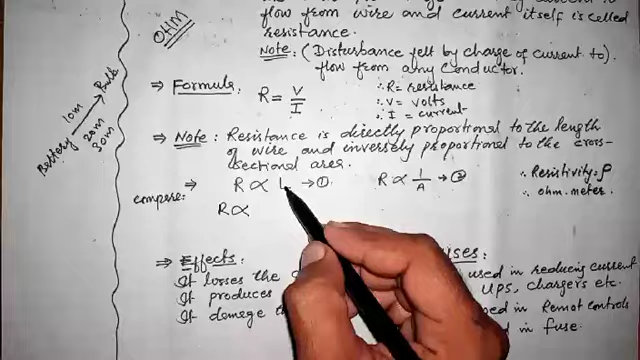 flow from wire and current itself is called
resistance.
OHM
Note: (Disturbance felt by charge of current to)
flow from any conductor.
Battery 10m Bulb
20m
30m
⇒ Formula: R = V/I
∴ R = resistance
∴ V = volts
∴ I = current
⇒ Note: Resistance is directly proportional to the length
of wire and inversely proportional to the cross-
sectional area.
compare: ⇒ R ∝ L → ① R ∝ 1/A → ②
∴ Resistivity: ρ
∴ ohm.meter.
R ∝
⇒ Effects:
It losses the used in reducing current
It produces UPS, chargers etc.
It demege in Remot controls
in fuse.